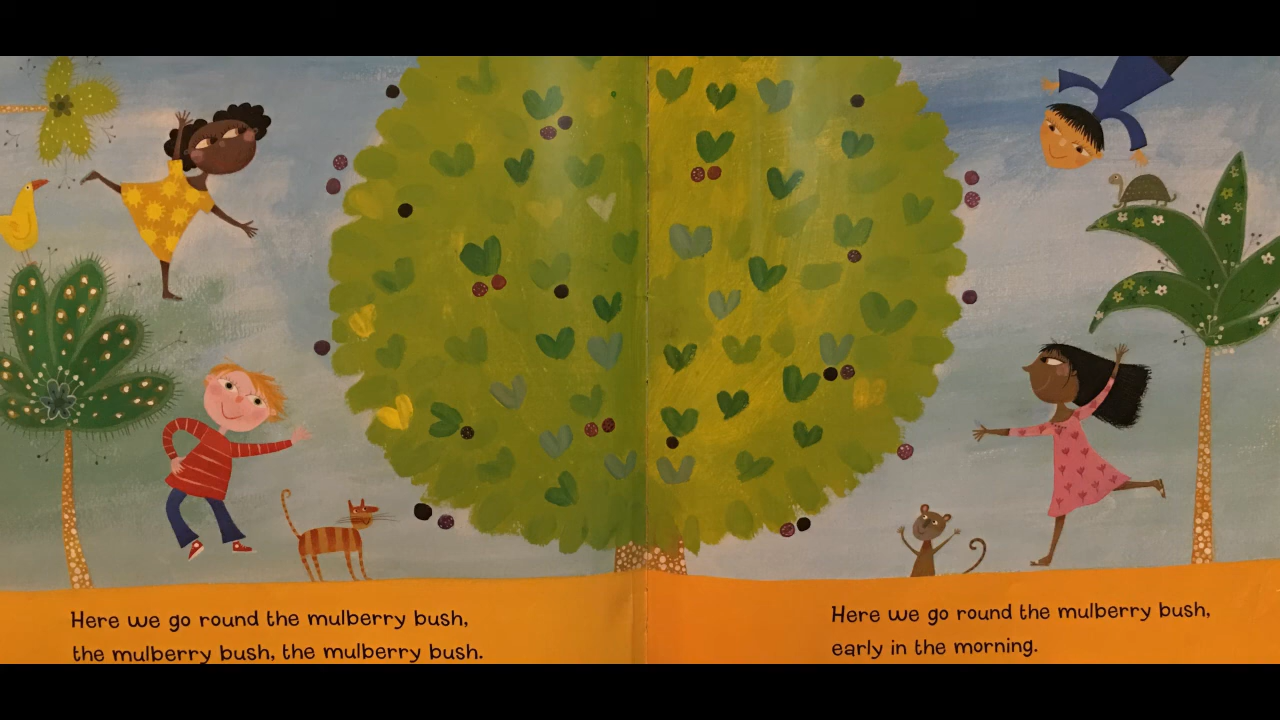 Here we go round the mulberry bush,
the mulberry bush, the mulberry bush.
Here we go round the mulberry bush,
early in the morning.